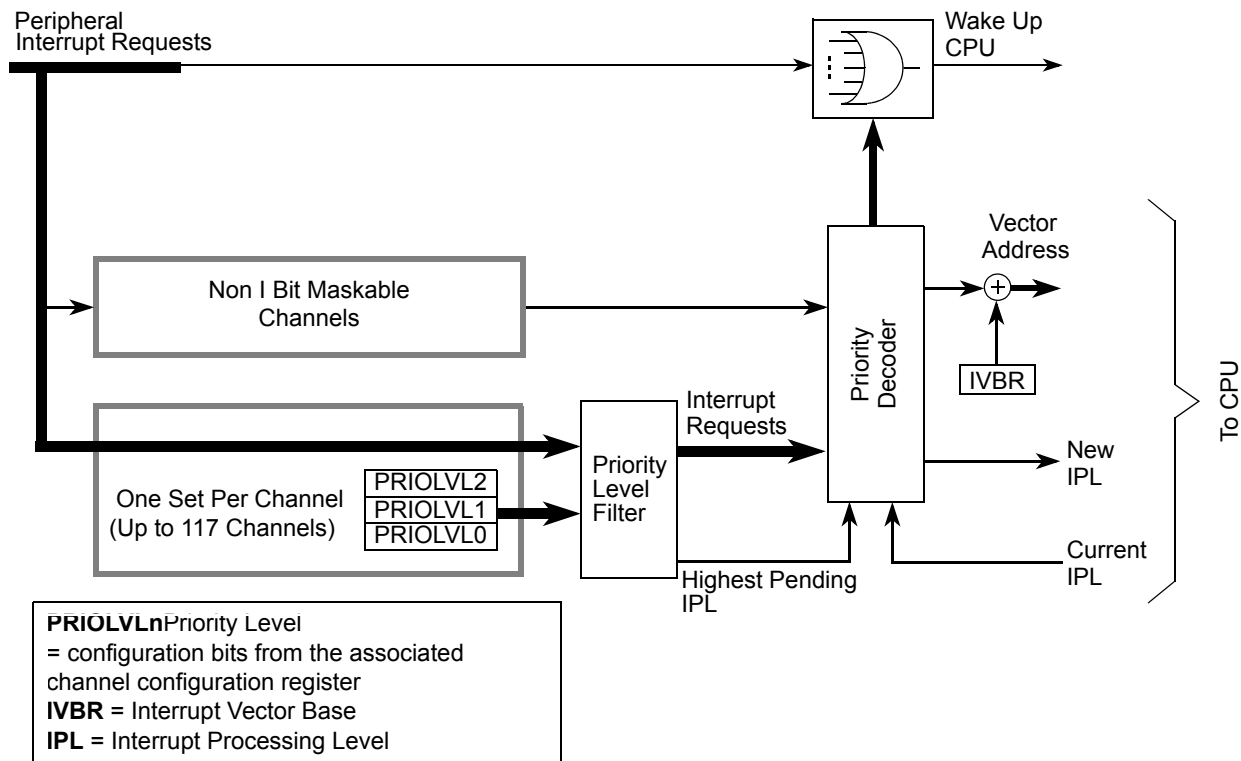 Peripheral
Interrupt Requests
Wake Up
CPU
Non I Bit Maskable
Channels
Priority
Decoder
Vector
Address
IVBR
To CPU
One Set Per Channel
(Up to 117 Channels)
PRIOLVL2
PRIOLVL1
PRIOLVL0
Priority
Level
Filter
Interrupt
Requests
Highest Pending
IPL
New
IPL
Current
IPL
PRIOLVLnPriority Level
= configuration bits from the associated
channel configuration register
IVBR = Interrupt Vector Base
IPL = Interrupt Processing Level